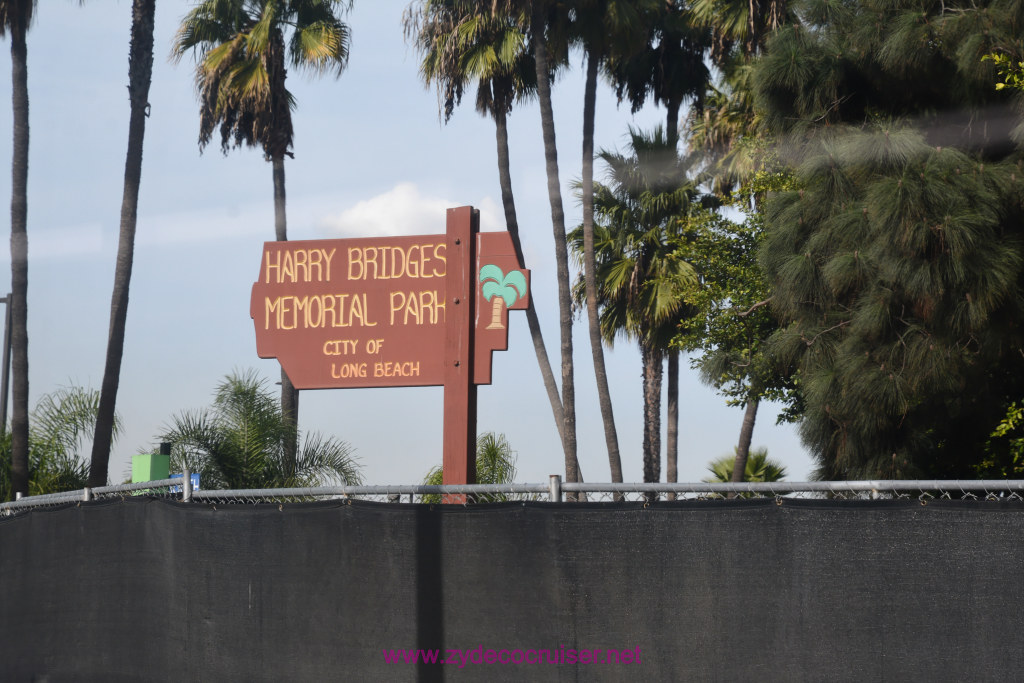 HARRY BRIDGES
MEMORIAL PARK
CITY OF
LONG BEACH
www.zydecocruiser.net